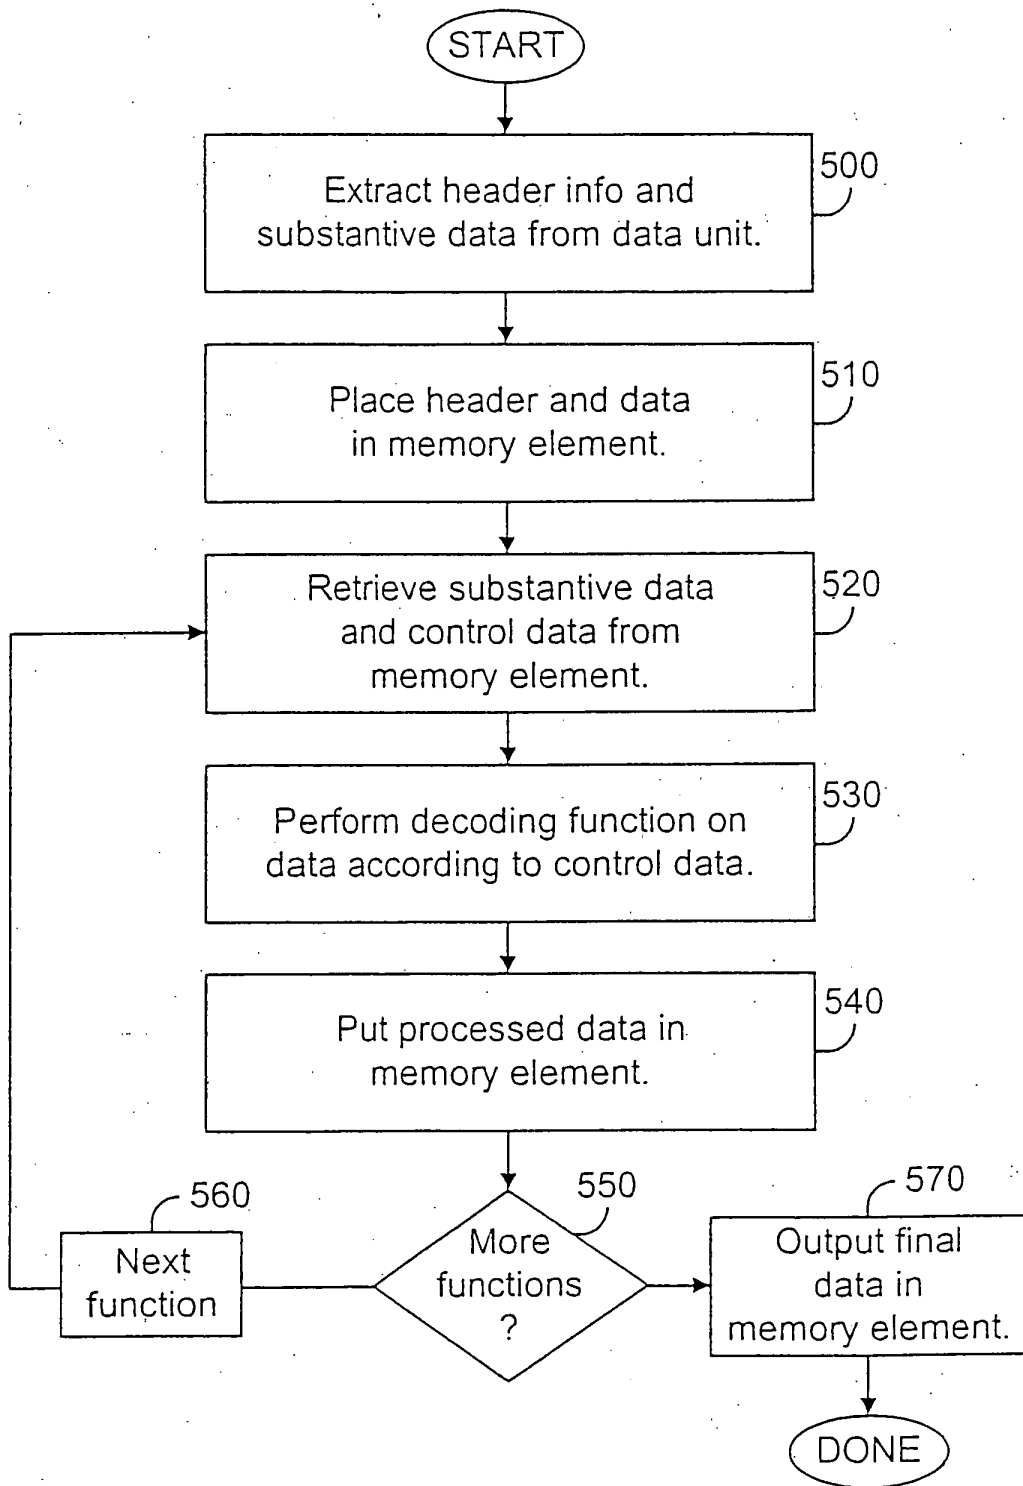 START
500
Extract header info and
substantive data from data unit.
510
Place header and data
in memory element.
520
Retrieve substantive data
and control data from
memory element.
530
Perform decoding function on
data according to control data.
540
Put processed data in
memory element.
550
More
functions
?
560
Next
function
570
Output final
data in
memory element.
DONE